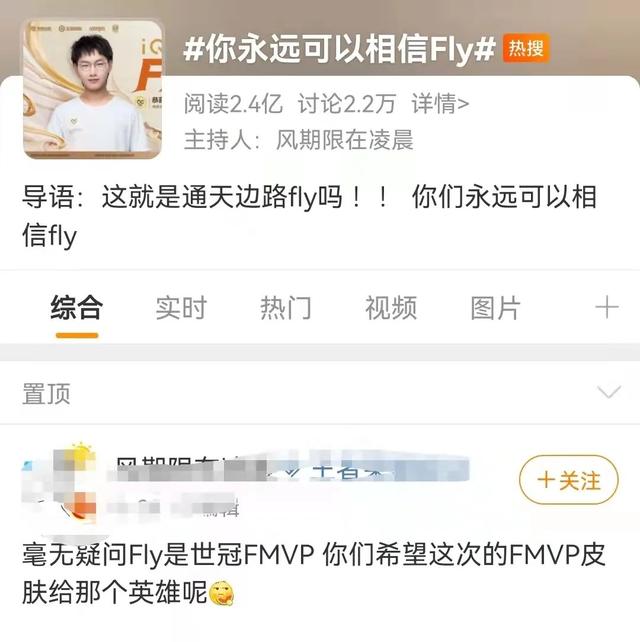 #你永远可以相信Fly# 热搜
阅读2.4亿 讨论2.2万 详情>
主持人：风期限在凌晨
导语：这就是通天边路fly吗！！ 你们永远可以相
信fly
综合 实时 热门 视频 图片
置顶
+关注
毫无疑问Fly是世冠FMVP 你们希望这次的FMVP皮
肤给那个英雄呢